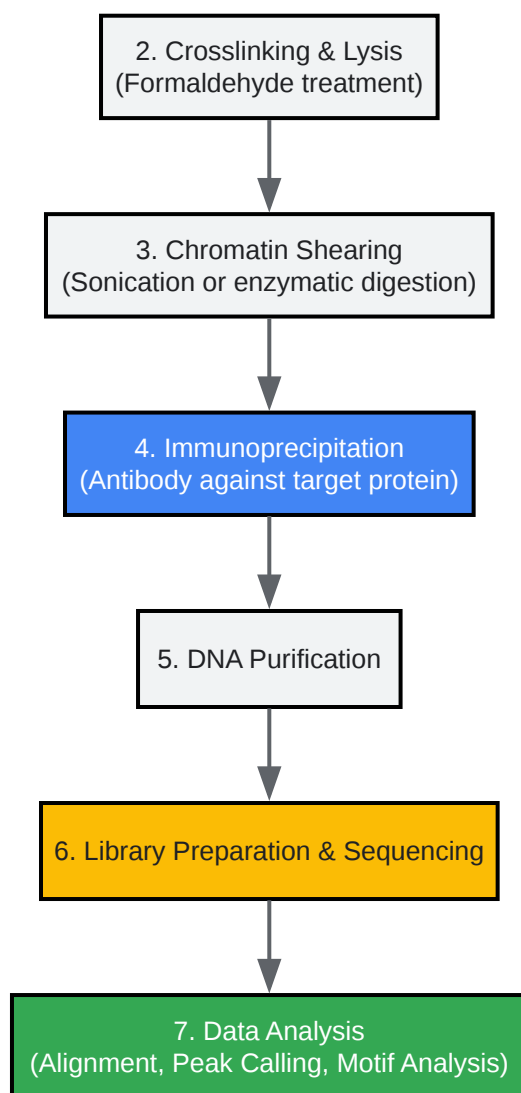 2. Crosslinking & Lysis
(Formaldehyde treatment)
3. Chromatin Shearing
(Sonication or enzymatic digestion)
4. Immunoprecipitation
(Antibody against target protein)
5. DNA Purification
6. Library Preparation & Sequencing
7. Data Analysis
(Alignment, Peak Calling, Motif Analysis)